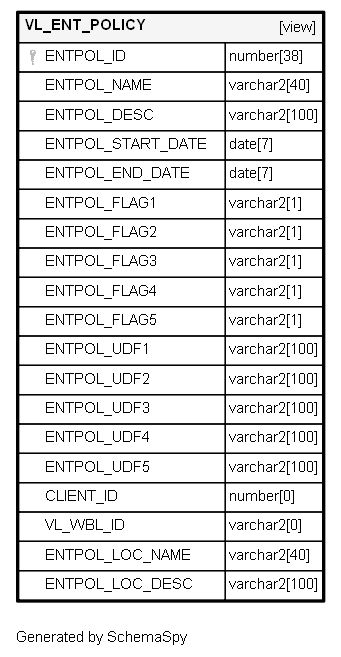 VL_ENT_POLICY [view]
ENTPOL_ID number[38]
ENTPOL_NAME varchar2[40]
ENTPOL_DESC varchar2[100]
ENTPOL_START_DATE date[7]
ENTPOL_END_DATE date[7]
ENTPOL_FLAG1 varchar2[1]
ENTPOL_FLAG2 varchar2[1]
ENTPOL_FLAG3 varchar2[1]
ENTPOL_FLAG4 varchar2[1]
ENTPOL_FLAG5 varchar2[1]
ENTPOL_UDF1 varchar2[100]
ENTPOL_UDF2 varchar2[100]
ENTPOL_UDF3 varchar2[100]
ENTPOL_UDF4 varchar2[100]
ENTPOL_UDF5 varchar2[100]
CLIENT_ID number[0]
VL_WBL_ID varchar2[0]
ENTPOL_LOC_NAME varchar2[40]
ENTPOL_LOC_DESC varchar2[100]
Generated by SchemaSpy